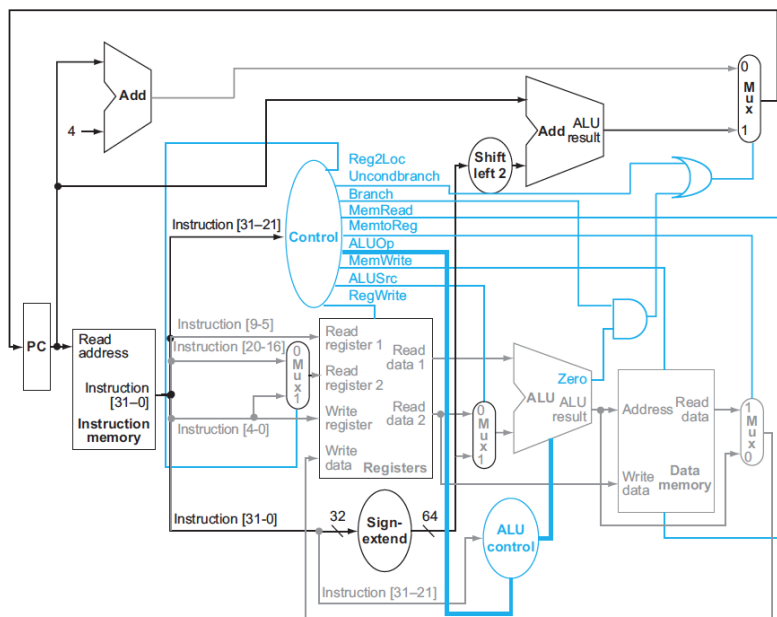 0
M
u
x
1
Add
4
Add
ALU
result
Shift
left 2
Reg2Loc
Uncondbranch
Branch
MemRead
MemtoReg
ALUOp
MemWrite
ALUSrc
RegWrite
Instruction [31–21]
Control
PC
Read
address
Instruction
[31–0]
Instruction
memory
Instruction [9-5]
Instruction [20-16]
Instruction [4-0]
0
M
u
x
1
Read
register 1
Read
register 2
Write
register
Write
data
Read
data 1
Read
data 2
Registers
0
M
u
x
1
Zero
ALU
ALU
result
Address
Read
data
Write
data
Data
memory
1
M
u
x
0
Instruction [31-0]
32
Sign-
extend
64
ALU
control
Instruction [31–21]